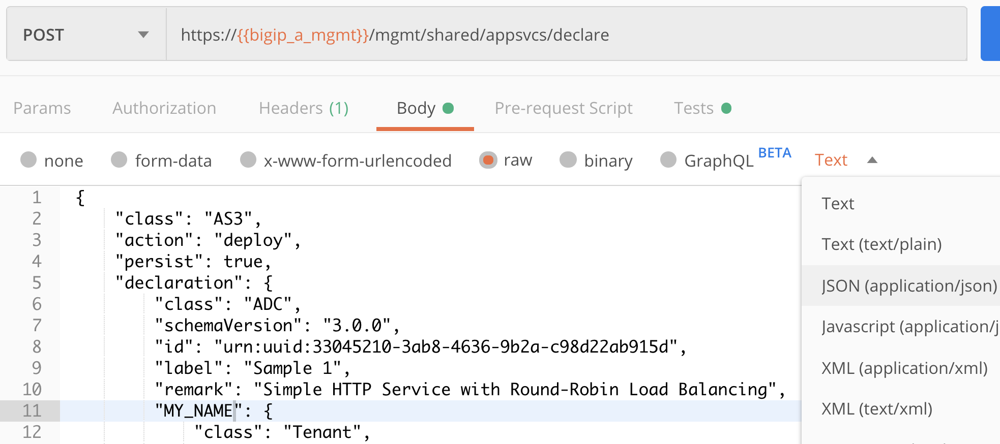 POST https://{{bigip_a_mgmt}}/mgmt/shared/appsvcs/declare
Params Authorization Headers (1) Body Pre-request Script Tests
none form-data x-www-form-urlencoded raw binary GraphQL BETA Text
1 {
2 "class": "AS3",
3 "action": "deploy",
4 "persist": true,
5 "declaration": {
6 "class": "ADC",
7 "schemaVersion": "3.0.0",
8 "id": "urn:uuid:33045210-3ab8-4636-9b2a-c98d22ab915d",
9 "label": "Sample 1",
10 "remark": "Simple HTTP Service with Round-Robin Load Balancing",
11 "MY_NAME": {
12 "class": "Tenant",
Text
Text (text/plain)
JSON (application/json)
Javascript (application/j
XML (application/xml)
XML (text/xml)